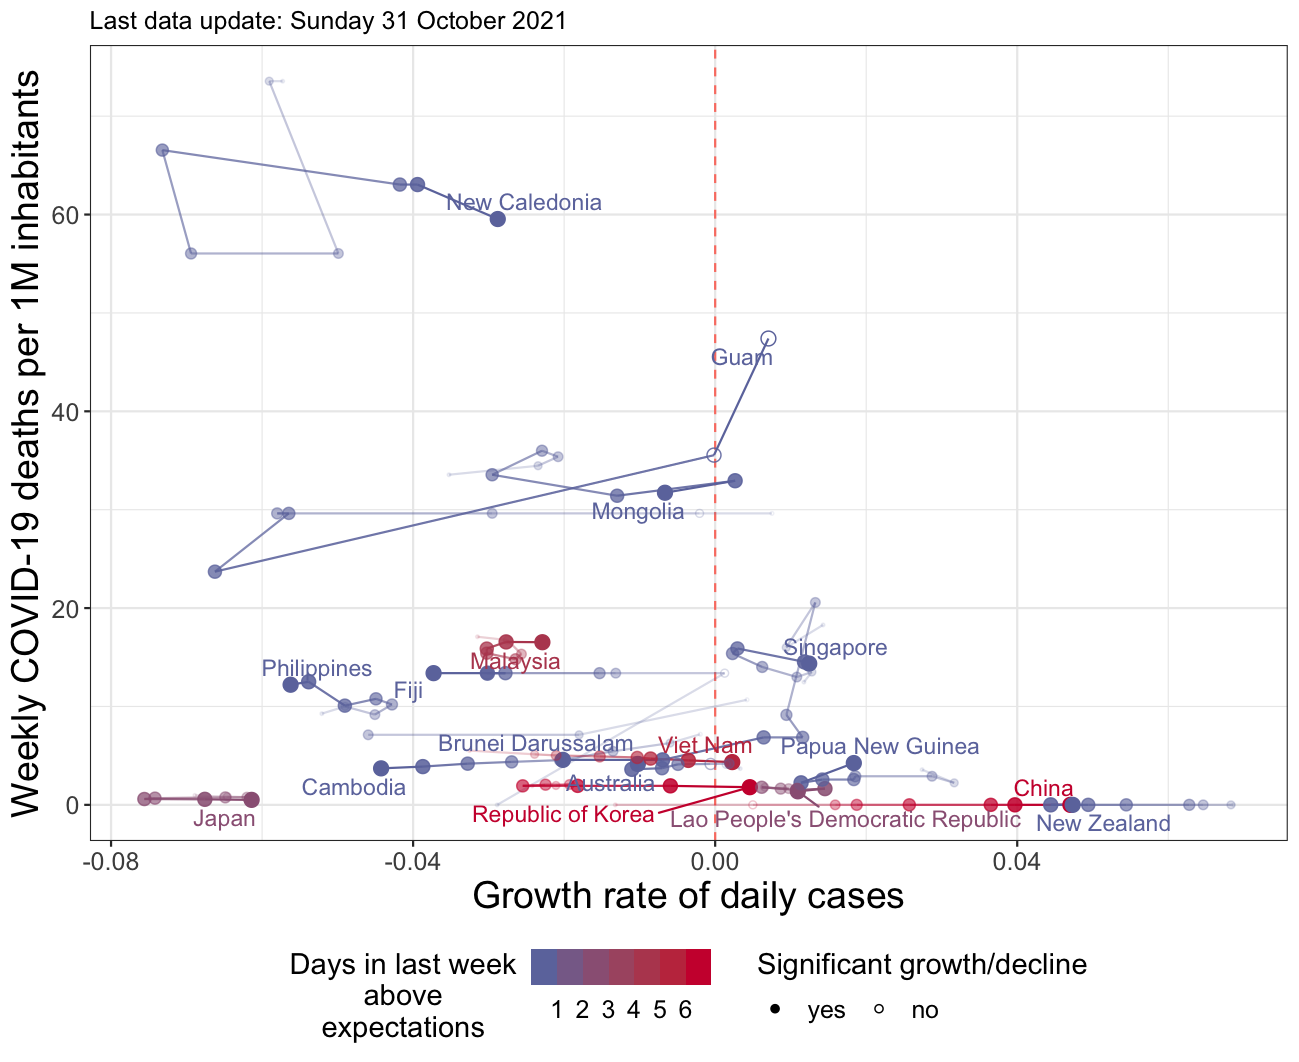 Last data update: Sunday 31 October 2021
Weekly COVID-19 deaths per 1M inhabitants
60
40
20
0
New Caledonia
Guam
Mongolia
Singapore
Malaysia
Philippines
Fiji
Brunei Darussalam
Viet Nam
Papua New Guinea
Cambodia
Australia
China
Republic of Korea
Japan
Lao People's Democratic Republic
New Zealand
-0.08
-0.04
0.00
0.04
Growth rate of daily cases
Days in last week
above
expectations
1 2 3 4 5 6
Significant growth/decline
yes
no